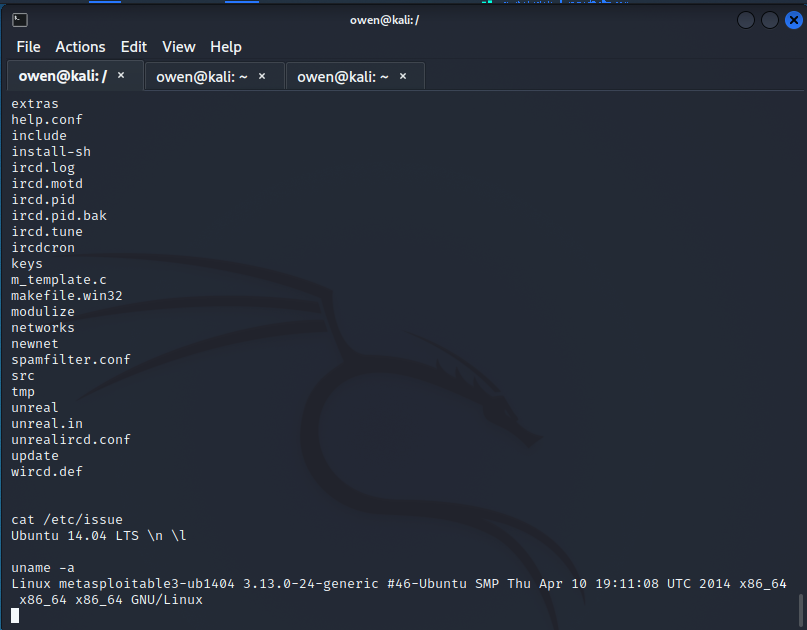 owen@kali: /
File Actions Edit View Help
owen@kali: / × owen@kali: ~ × owen@kali: ~ ×
extras
help.conf
include
install-sh
ircd.log
ircd.motd
ircd.pid
ircd.pid.bak
ircd.tune
ircdcron
keys
m_template.c
makefile.win32
modulize
networks
newnet
spamfilter.conf
src
tmp
unreal
unreal.in
unrealircd.conf
update
wircd.def
cat /etc/issue
Ubuntu 14.04 LTS \n \l
uname -a
Linux metasploitable3-ub1404 3.13.0-24-generic #46-Ubuntu SMP Thu Apr 10 19:11:08 UTC 2014 x86_64
x86_64 x86_64 GNU/Linux